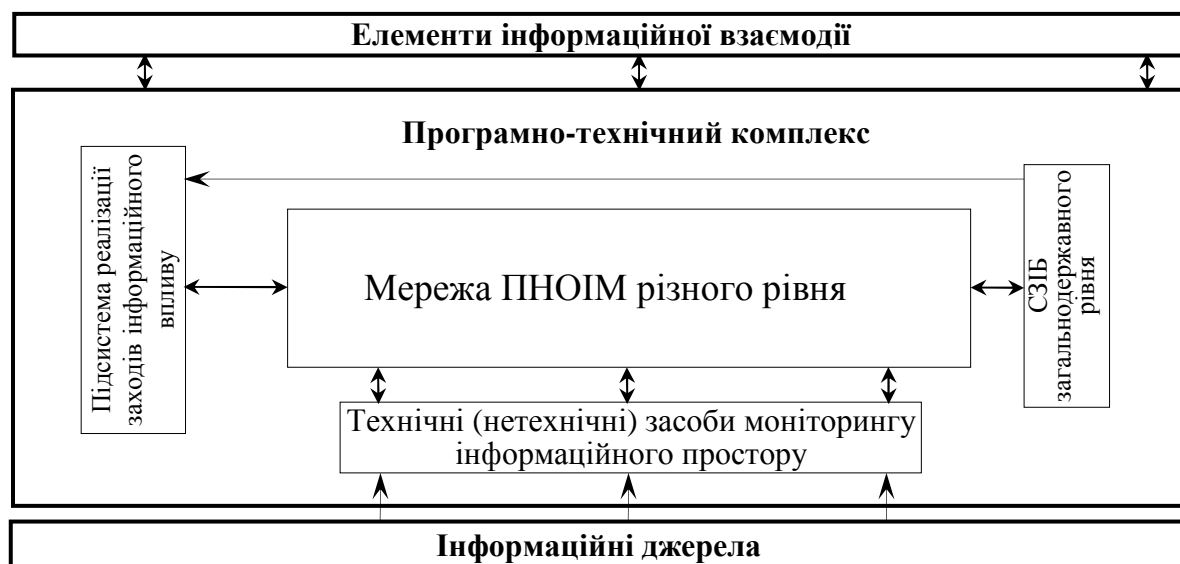 Елементи інформаційної взаємодії
Програмно-технічний комплекс
Підсистема реалізації
заходів інформаційного
впливу
Мережа ПНОІМ різного рівня
СЗІБ
загальнодержавного
рівня
Технічні (нетехнічні) засоби моніторингу
інформаційного простору
Інформаційні джерела